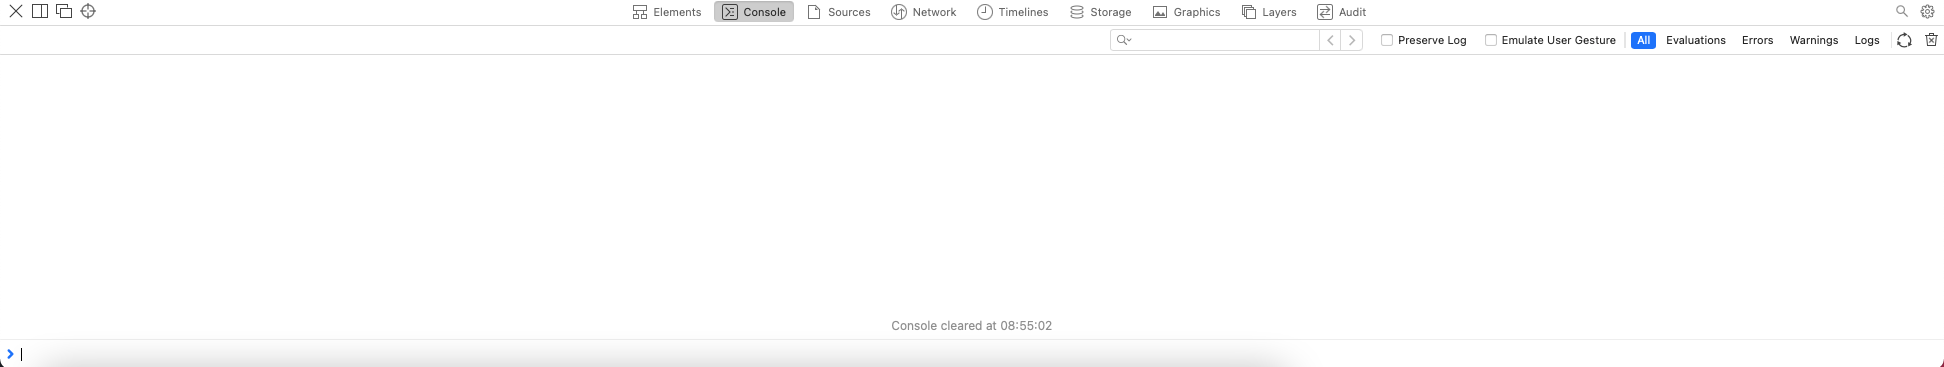 Elements Console Sources Network Timelines Storage Graphics Layers Audit
Preserve Log Emulate User Gesture All Evaluations Errors Warnings Logs
Console cleared at 08:55:02